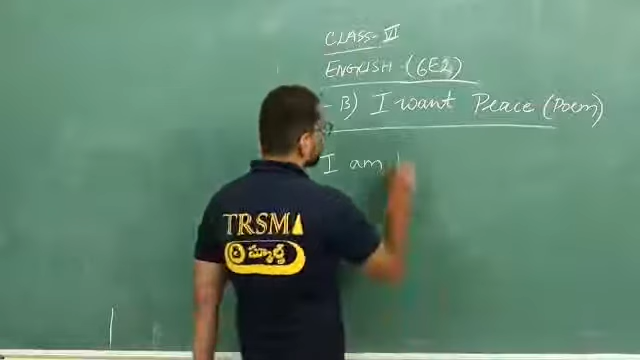 CLASS-VI
ENGLISH-(6E2)
- B) I want Peace (Poem)
I am
TRSMA